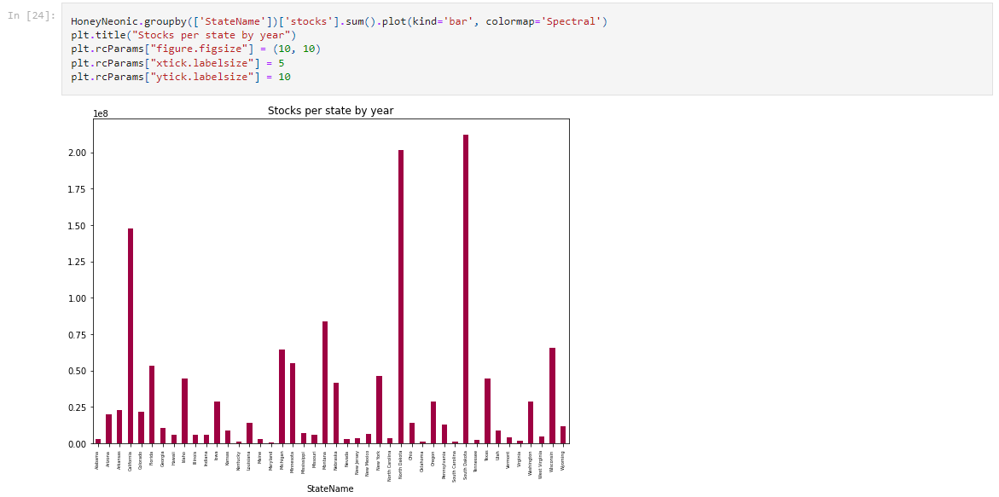 In [24]:
HoneyNeonic.groupby(['StateName'])['stocks'].sum().plot(kind='bar', colormap='Spectral')
plt.title("Stocks per state by year")
plt.rcParams["figure.figsize"] = (10, 10)
plt.rcParams["xtick.labelsize"] = 5
plt.rcParams["ytick.labelsize"] = 10
Stocks per state by year
1e8
2.00
1.75
1.50
1.25
1.00
0.75
0.50
0.25
0.00
Alabama
Arizona
Arkansas
California
Colorado
Florida
Georgia
Hawaii
Idaho
Illinois
Indiana
Iowa
Kansas
Kentucky
Louisiana
Maine
Maryland
Michigan
Minnesota
Mississippi
Missouri
Montana
Nebraska
Nevada
New Jersey
New Mexico
New York
North Carolina
North Dakota
Ohio
Oklahoma
Oregon
Pennsylvania
South Carolina
South Dakota
Tennessee
Texas
Utah
Vermont
Virginia
Washington
West Virginia
Wisconsin
Wyoming
StateName